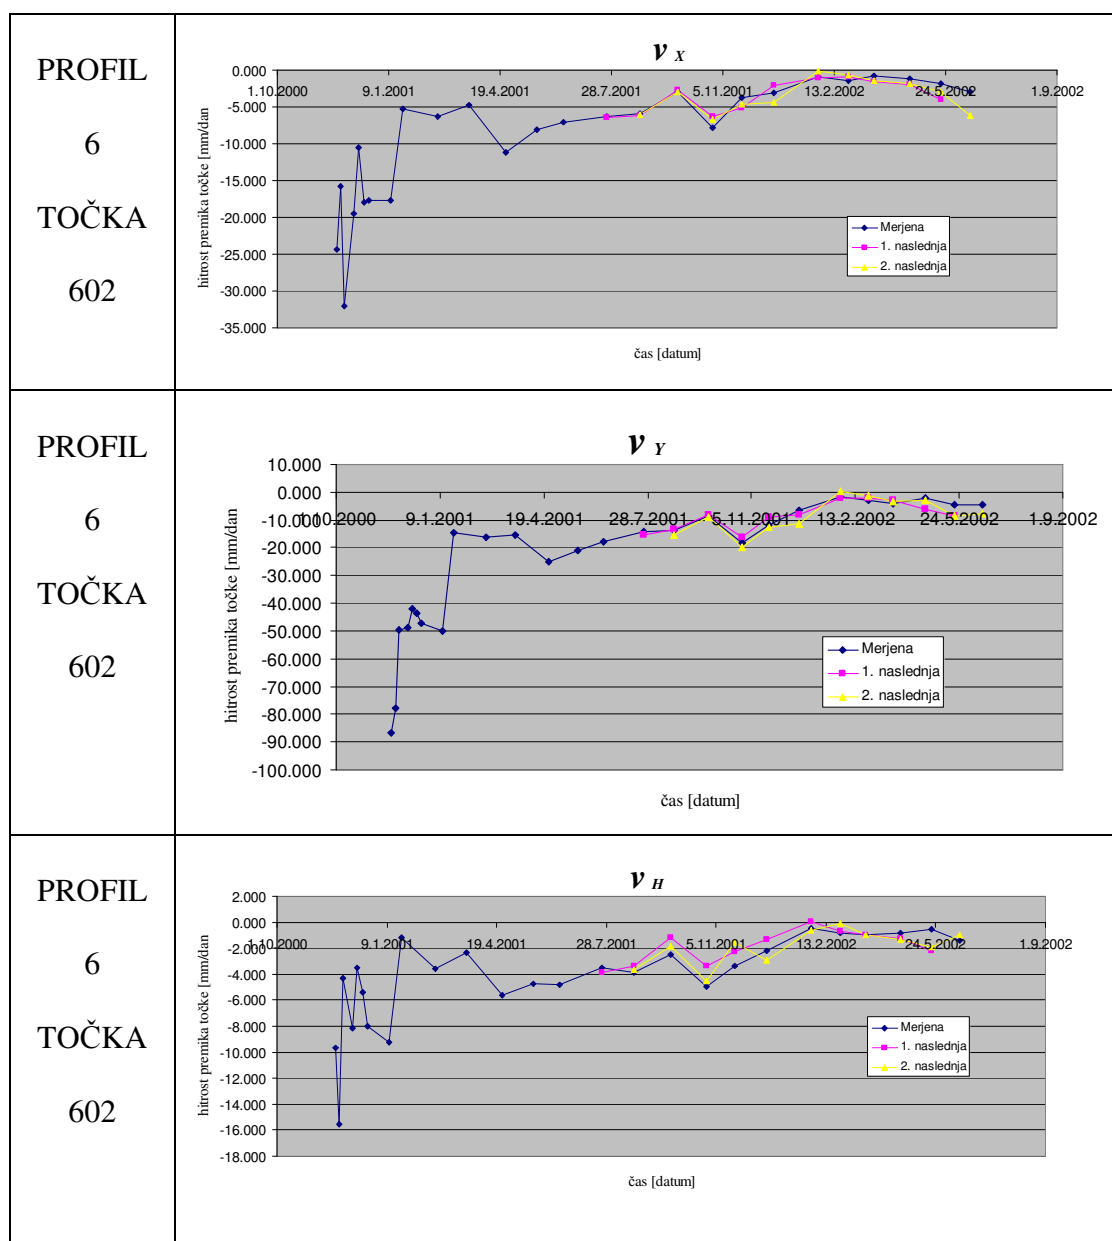 PROFIL
6
TOČKA
602
v X
0.000
-5.000
-10.000
-15.000
-20.000
-25.000
-30.000
-35.000
1.10.2000 9.1.2001 19.4.2001 28.7.2001 5.11.2001 13.2.2002 24.5.2002 1.9.2002
hitrost premika točke [mm/dan]
čas [datum]
Merjena
1. naslednja
2. naslednja
PROFIL
6
TOČKA
602
v Y
10.000
0.000
-10.000
-20.000
-30.000
-40.000
-50.000
-60.000
-70.000
-80.000
-90.000
-100.000
1.10.2000 9.1.2001 19.4.2001 28.7.2001 5.11.2001 13.2.2002 24.5.2002 1.9.2002
hitrost premika točke [mm/dan]
čas [datum]
Merjena
1. naslednja
2. naslednja
PROFIL
6
TOČKA
602
v H
2.000
0.000
-2.000
-4.000
-6.000
-8.000
-10.000
-12.000
-14.000
-16.000
-18.000
1.10.2000 9.1.2001 19.4.2001 28.7.2001 5.11.2001 13.2.2002 24.5.2002 1.9.2002
hitrost premika točke [mm/dan]
čas [datum]
Merjena
1. naslednja
2. naslednja